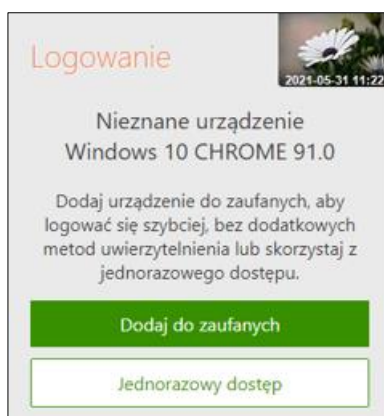 Logowanie
2021-05-31 11:22
Nieznane urządzenie
Windows 10 CHROME 91.0
Dodaj urządzenie do zaufanych, aby
logować się szybciej, bez dodatkowych
metod uwierzytelnienia lub skorzystaj z
jednorazowego dostępu.
Dodaj do zaufanych
Jednorazowy dostęp